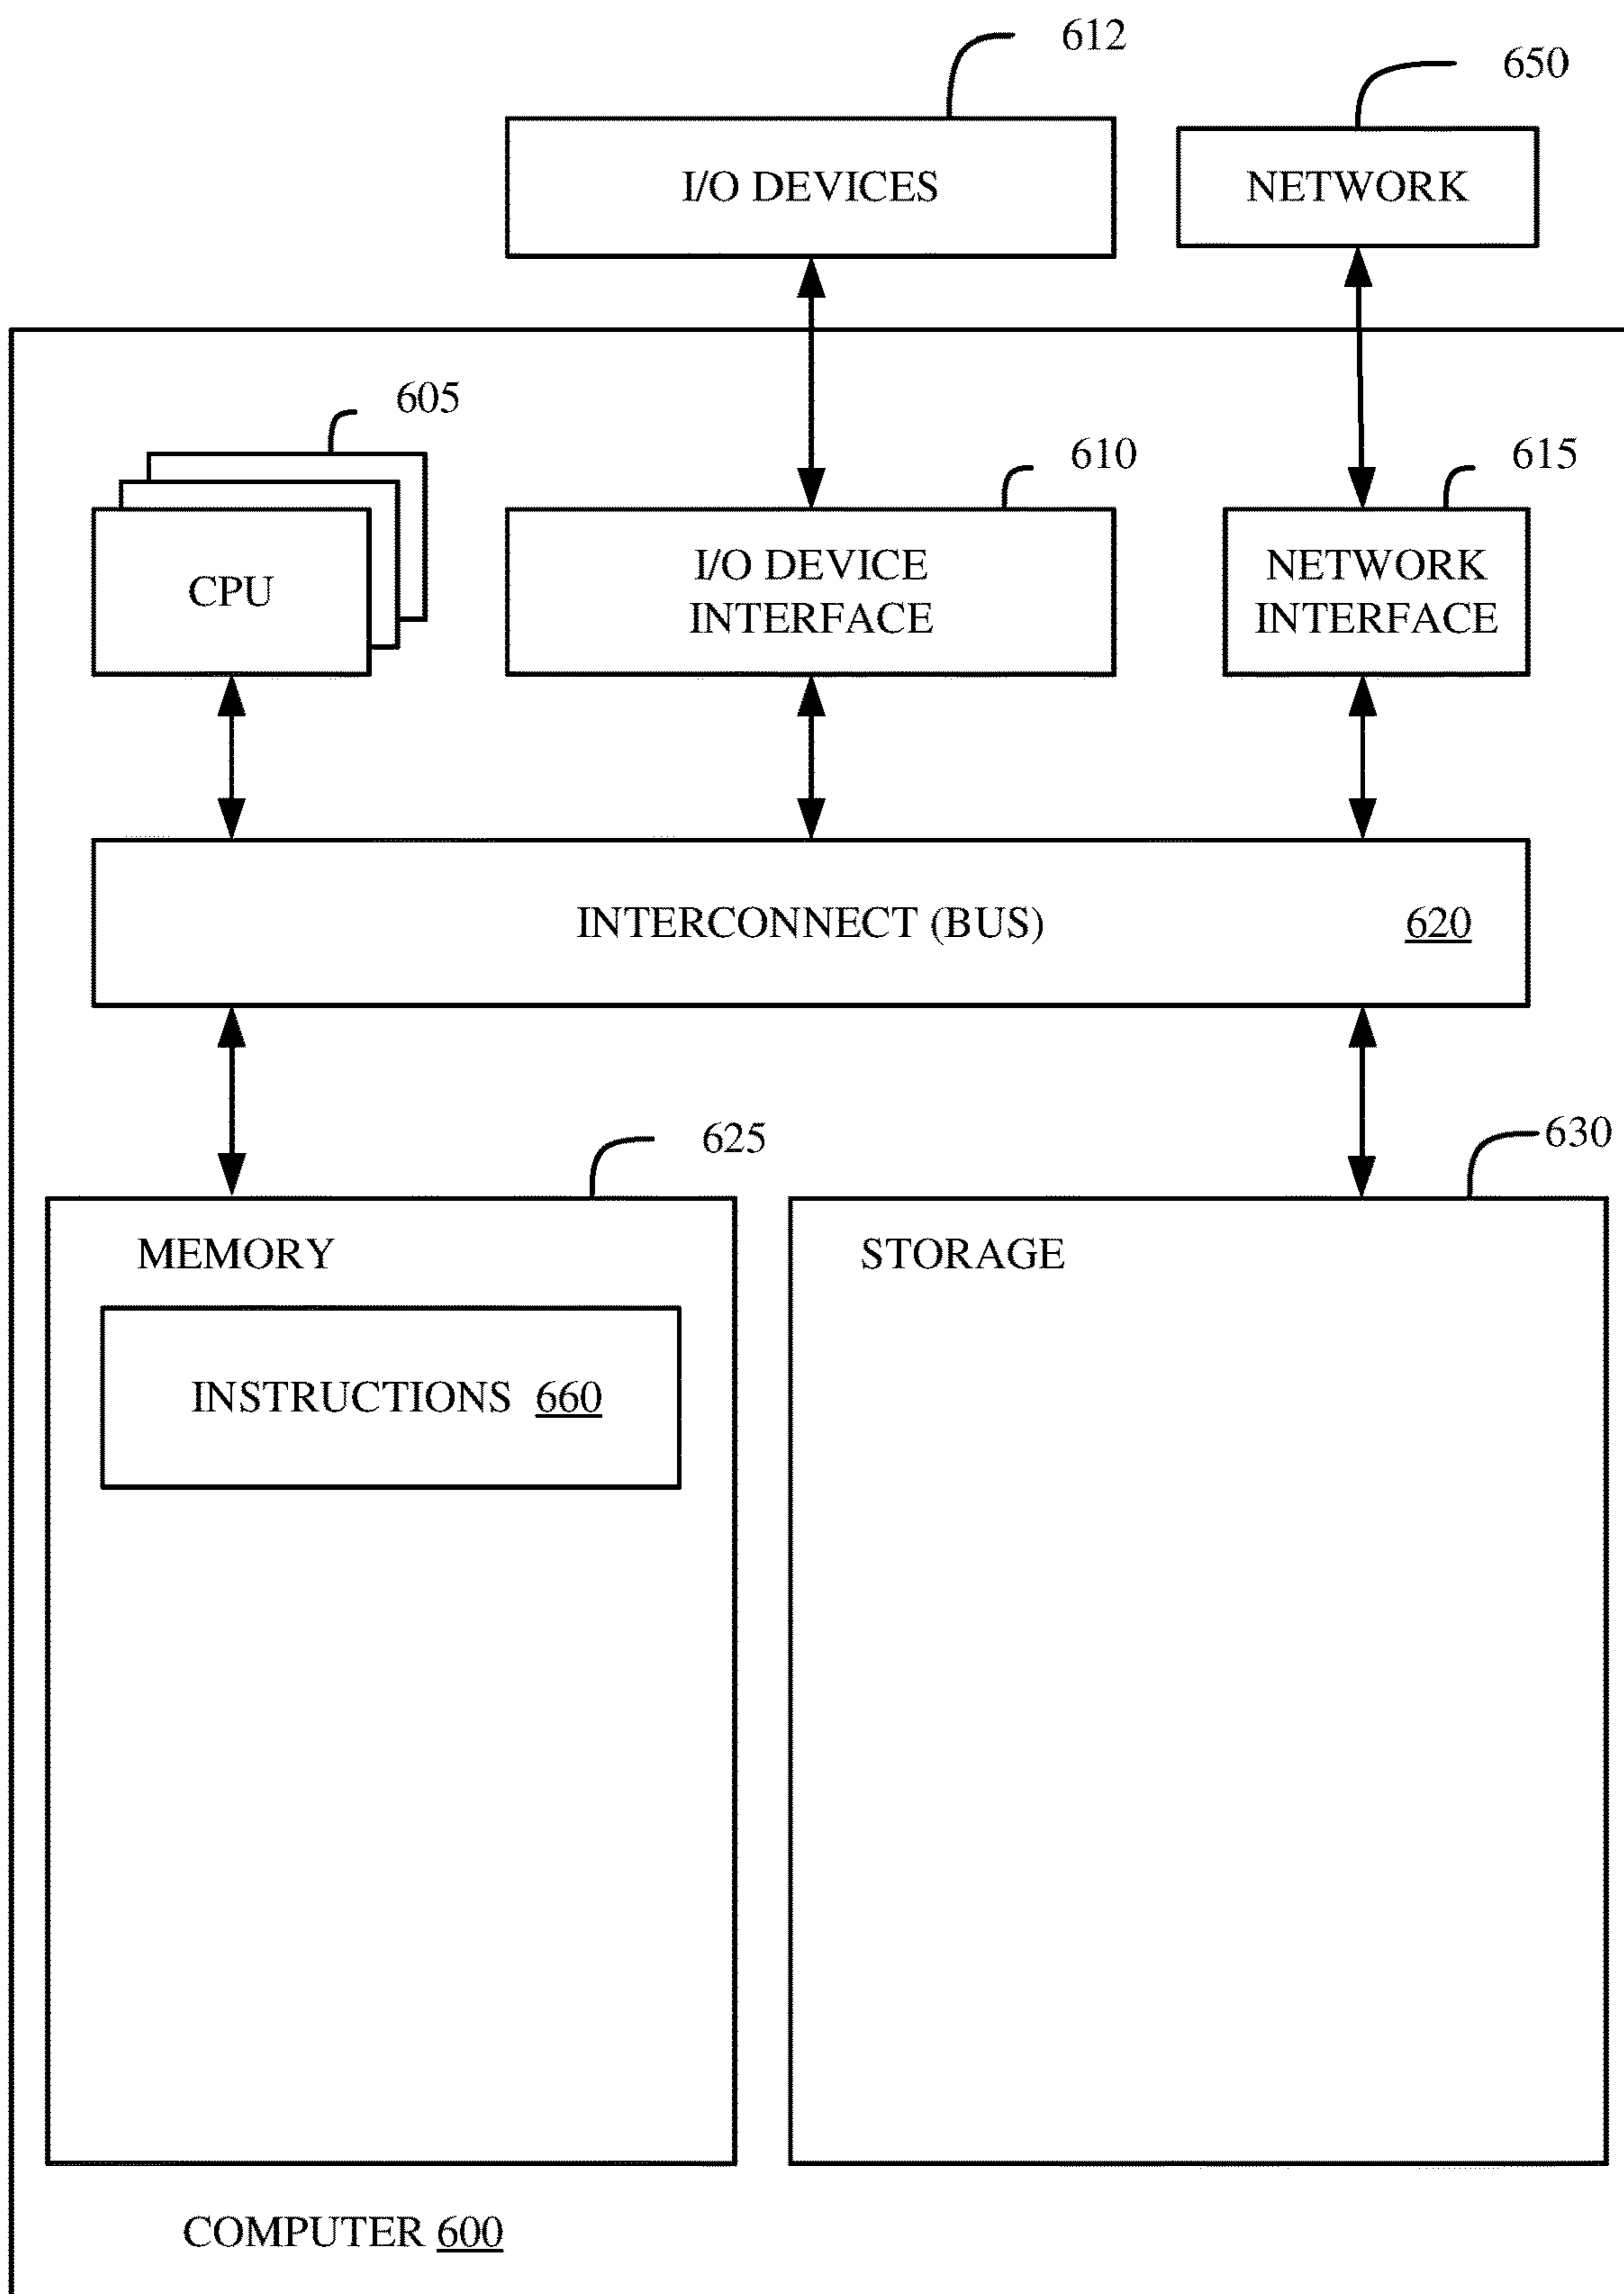 612
650
I/O DEVICES
NETWORK
605
610
615
CPU
I/O DEVICE
INTERFACE
NETWORK
INTERFACE
INTERCONNECT (BUS) 620
625
630
MEMORY
STORAGE
INSTRUCTIONS 660
COMPUTER 600